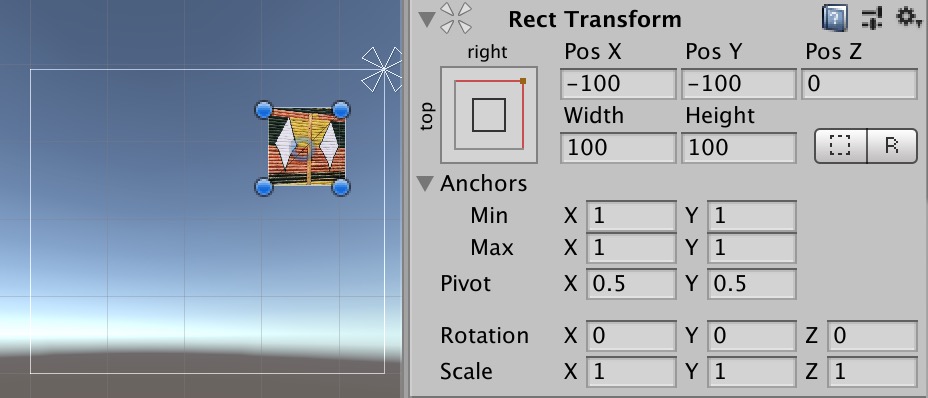 Rect Transform
right
top
Pos X Pos Y Pos Z
-100 -100 0
Width Height
100 100 R
Anchors
Min X 1 Y 1
Max X 1 Y 1
Pivot X 0.5 Y 0.5
Rotation X 0 Y 0 Z 0
Scale X 1 Y 1 Z 1